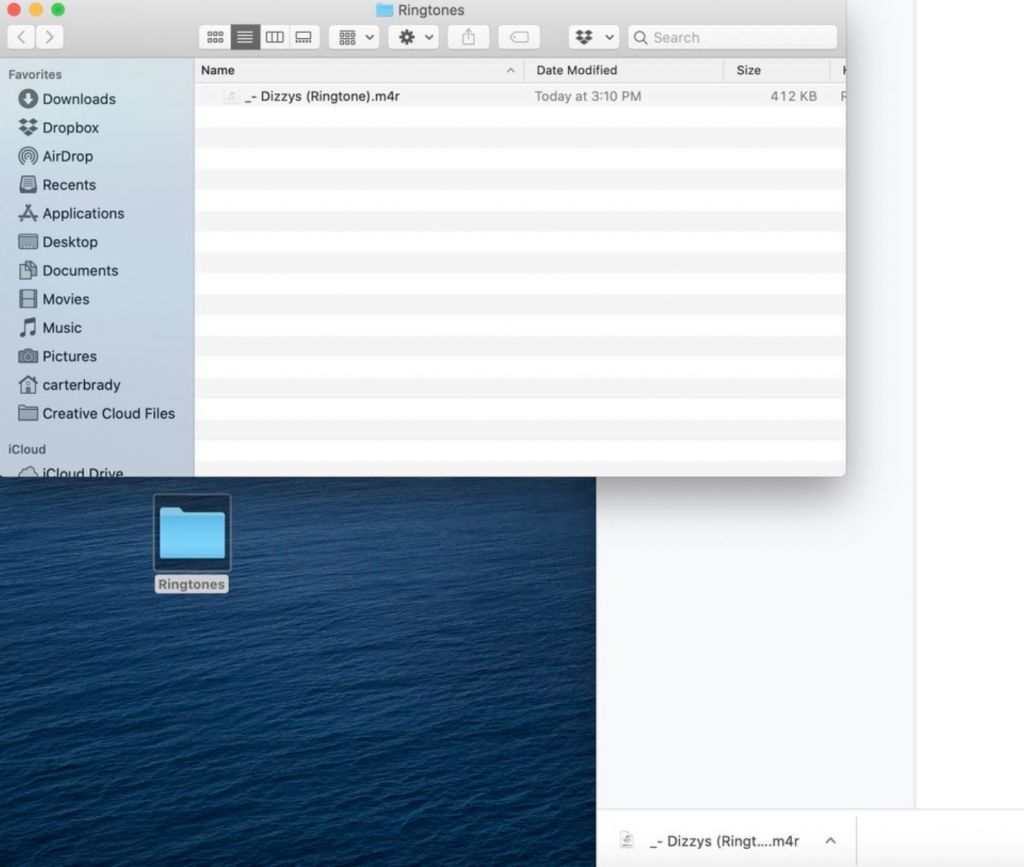 Ringtones
Search
Favorites
Downloads
Dropbox
AirDrop
Recents
Applications
Desktop
Documents
Movies
Music
Pictures
carterbrady
Creative Cloud Files
iCloud
iCloud Drive
Name Date Modified Size
_- Dizzys (Ringtone).m4r Today at 3:10 PM 412 KB
Ringtones
_- Dizzys (Ringt....m4r